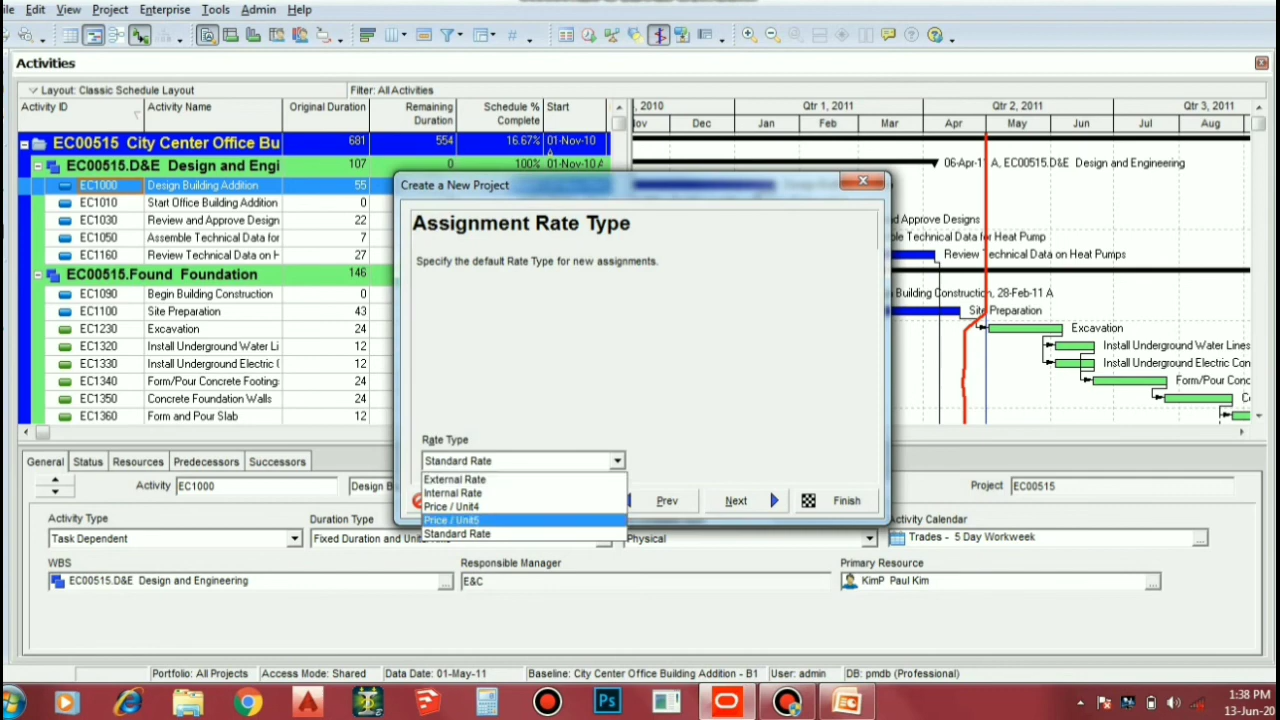 ile Edit View Project Enterprise Tools Admin Help
Activities
Layout: Classic Schedule Layout Filter: All Activities
Activity ID Activity Name Original Duration Remaining Duration Schedule % Complete Start
, 2010 Qtr 1, 2011 Qtr 2, 2011 Qtr 3, 2011
lov Dec Jan Feb Mar Apr May Jun Jul Aug
EC00515 City Center Office Bu 681 554 16.67% 01-Nov-10
EC00515.D&E Design and Engi 107 0 100% 01-Nov-10 A
06-Apr-11 A, EC00515.D&E Design and Engineering
EC1000 Design Building Addition 55
EC1010 Start Office Building Addition 0
EC1030 Review and Approve Design 22
d Approve Designs
EC1050 Assemble Technical Data for 7
ble Technical Data for Heat Pump
EC1160 Review Technical Data on H 27
Review Technical Data on Heat Pumps
EC00515.Found Foundation 146
EC1090 Begin Building Construction 0
Building Construction, 28-Feb-11 A
EC1100 Site Preparation 43
Site Preparation
EC1230 Excavation 24
Excavation
EC1320 Install Underground Water Li 12
Install Underground Water Lines
EC1330 Install Underground Electric 12
Install Underground Electric Con
EC1340 Form/Pour Concrete Footing: 24
Form/Pour Conc
EC1350 Concrete Foundation Walls 24
EC1360 Form and Pour Slab 12
Create a New Project
Assignment Rate Type
Specify the default Rate Type for new assignments.
Rate Type
Standard Rate
External Rate
Internal Rate
Price / Unit4
Price / Unit5
Standard Rate
Prev Next Finish
General Status Resources Predecessors Successors
Activity EC1000 Design B Project EC00515
Activity Type Duration Type Activity Calendar
Task Dependent Fixed Duration and Unit Physical Trades - 5 Day Workweek
WBS Responsible Manager Primary Resource
EC00515.D&E Design and Engineering E&C KimP Paul Kim
Portfolio: All Projects Access Mode: Shared Data Date: 01-May-11 Baseline: City Center Office Building Addition - B1 User: admin DB: pmdb (Professional)
Ps
1:38 PM
13-Jun-20